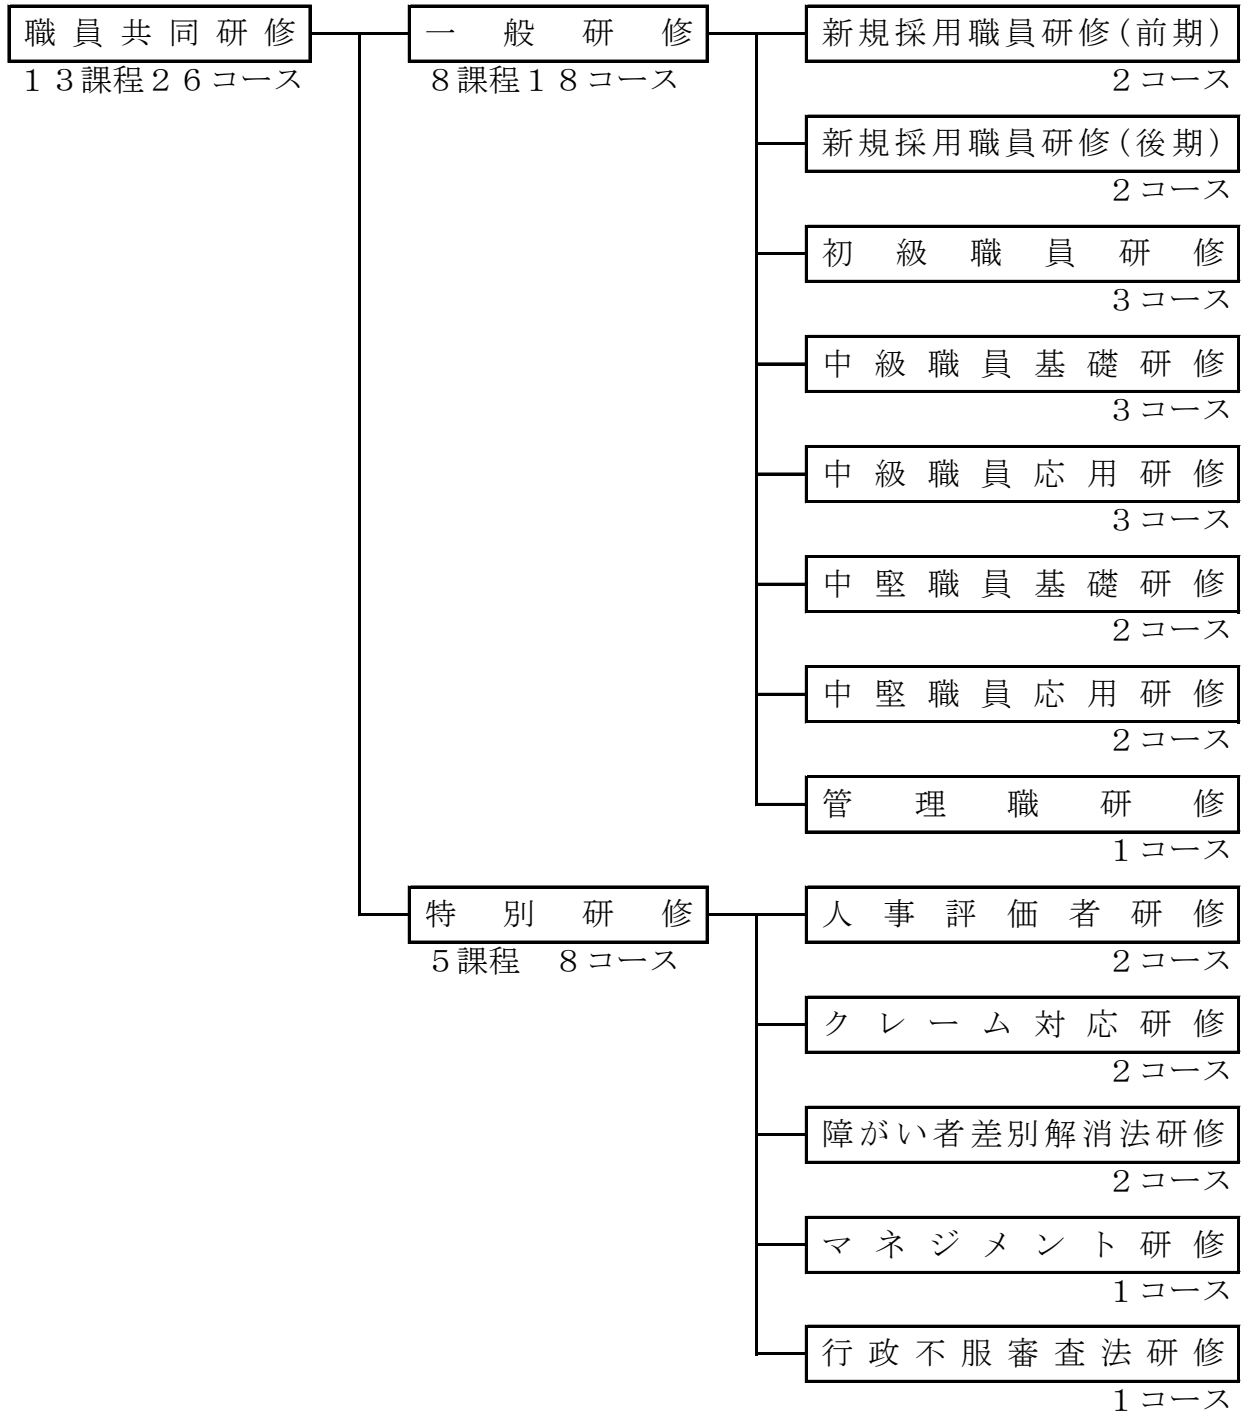 職員共同研修
１３課程２６コース
一般研修
８課程１８コース
新規採用職員研修(前期)
２コース
新規採用職員研修(後期)
２コース
初級職員研修
３コース
中級職員基礎研修
３コース
中級職員応用研修
３コース
中堅職員基礎研修
２コース
中堅職員応用研修
２コース
管理職研修
１コース
特別研修
５課程　８コース
人事評価者研修
２コース
クレーム対応研修
２コース
障がい者差別解消法研修
２コース
マネジメント研修
１コース
行政不服審査法研修
１コース